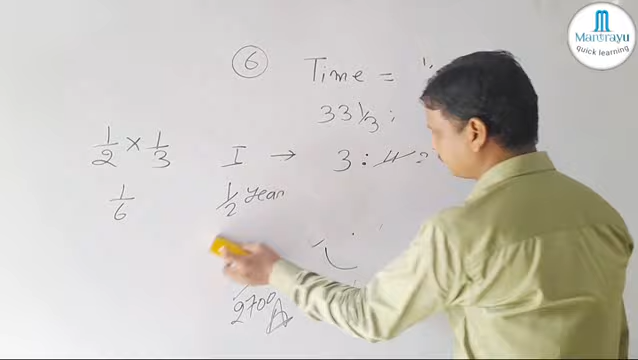 Mantrayu
quick learning
6 Time =
33 1/3 :
1/2 × 1/3 I → 3 : 4 2
1/6 1/2 year
2700